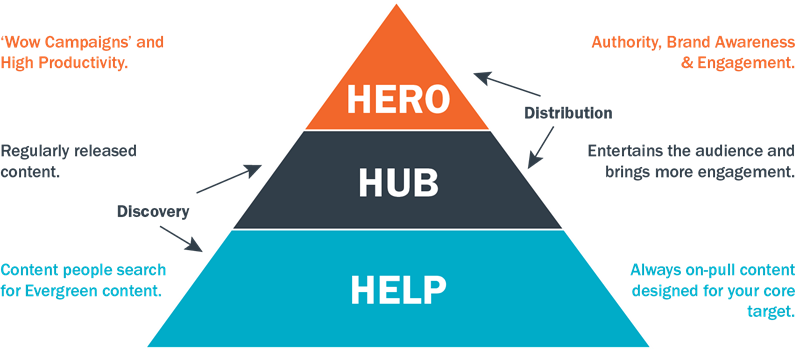 ‘Wow Campaigns’ and
High Productivity.
HERO
Authority, Brand Awareness
& Engagement.
Distribution
Regularly released
content.
HUB
Entertains the audience and
brings more engagement.
Discovery
Content people search
for Evergreen content.
HELP
Always on-pull content
designed for your core
target.